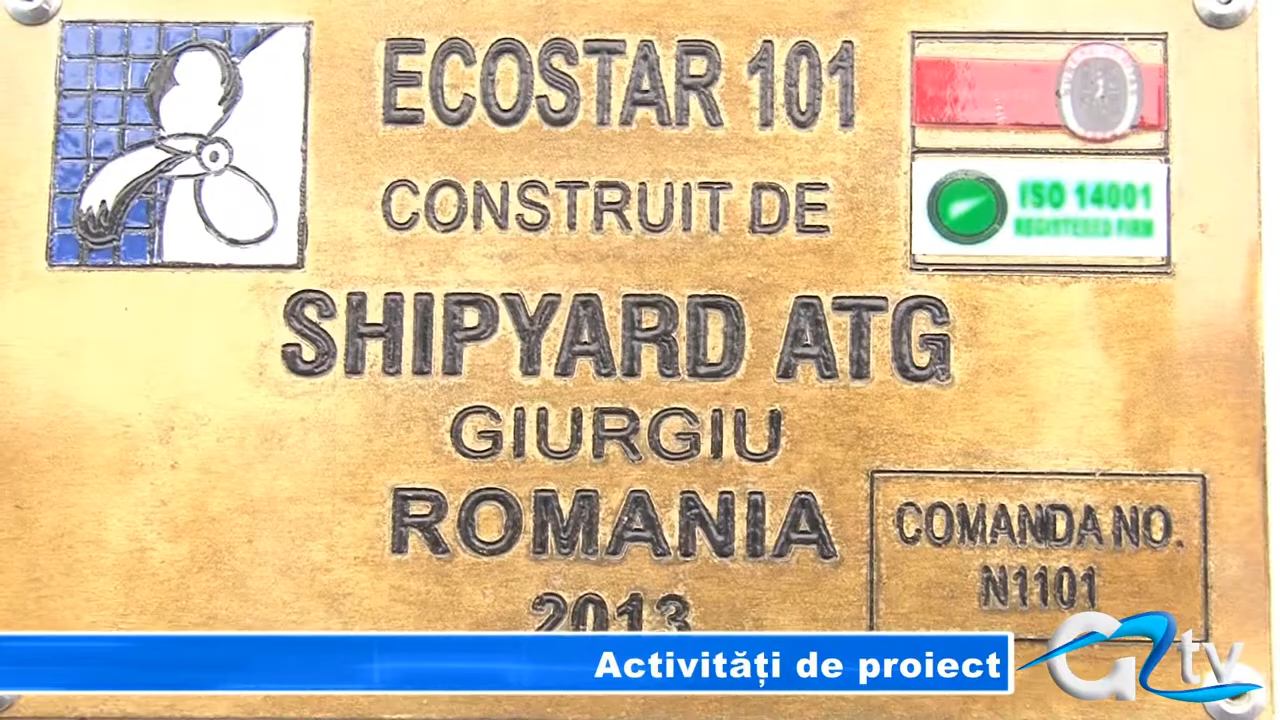 ECOSTAR 101
CONSTRUIT DE
SHIPYARD ATG
GIURGIU
ROMANIA
2013
ISO 14001
REGISTERED FIRM
COMANDA NO.
N1101
Activități de proiect
G2tv